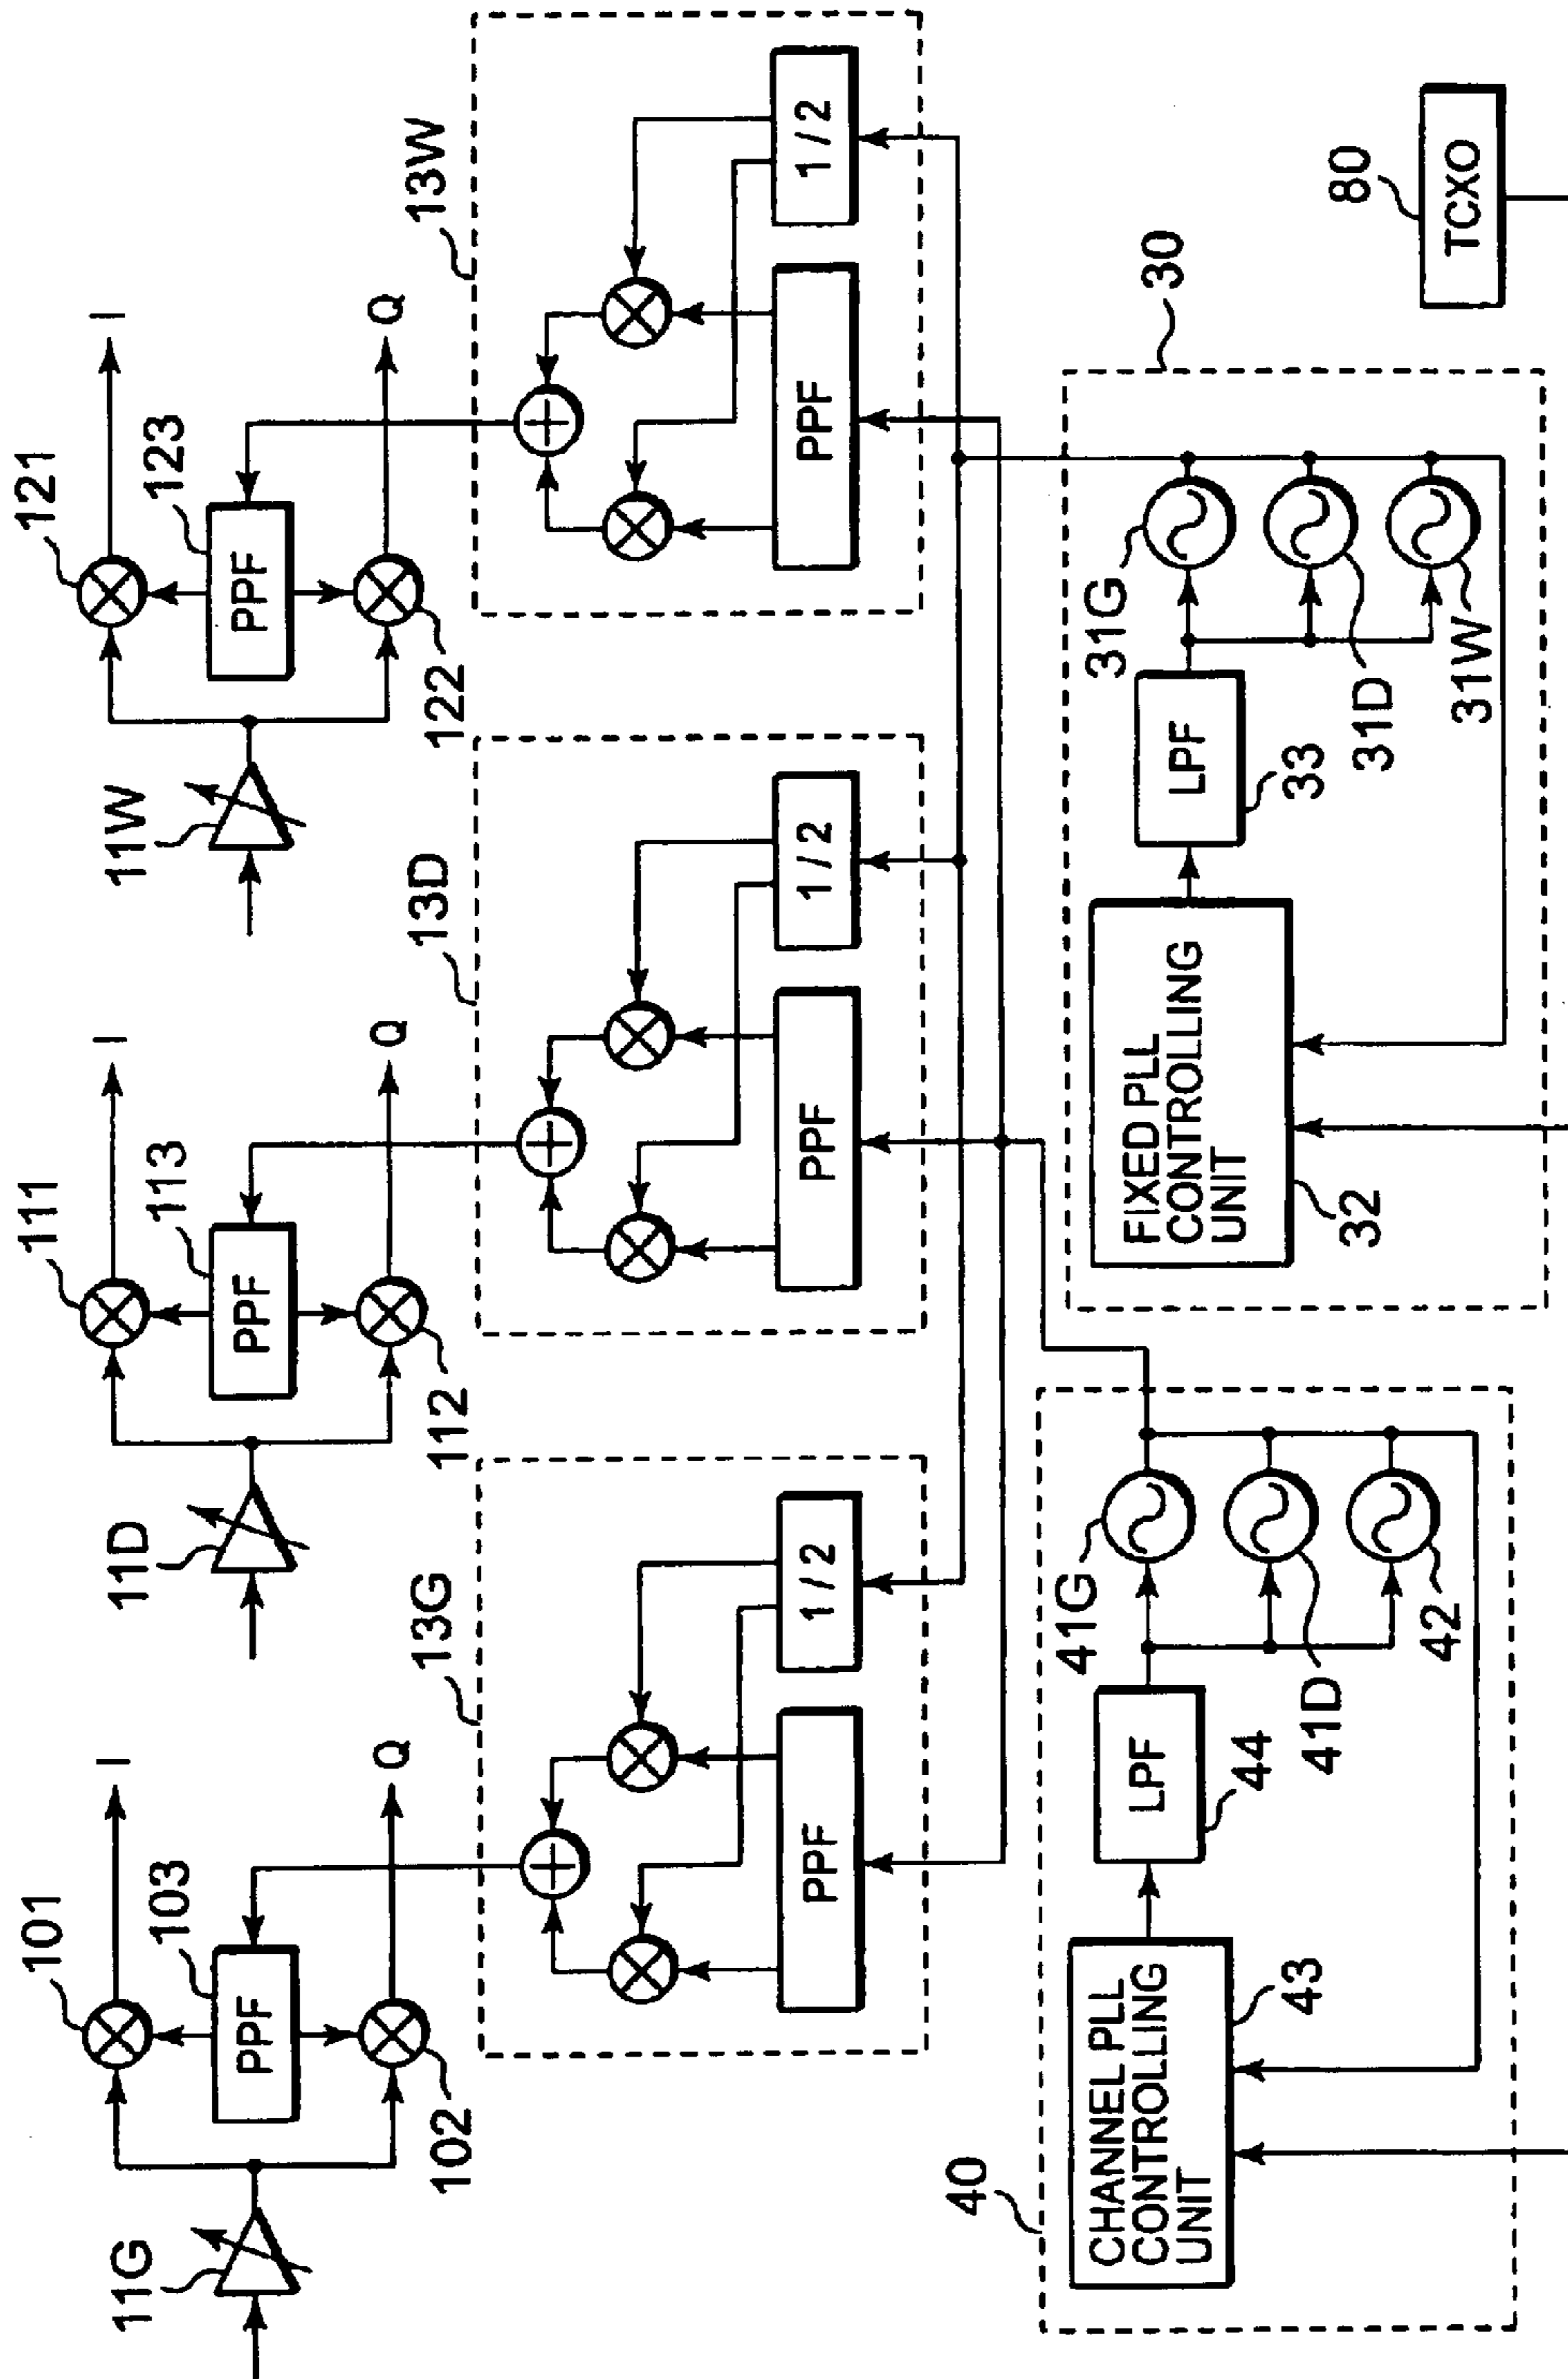 11G
101
103
PPF
102
I
Q
11D
111
113
PPF
112
I
Q
11W
121
123
PPF
122
I
Q
13G
PPF
1/2
13D
PPF
1/2
13W
PPF
1/2
40
CHANNEL PLL
CONTROLLING
UNIT
43
LPF
44
41G
41D
42
30
FIXED PLL
CONTROLLING
UNIT
32
LPF
33
31G
31D
31W
80
TCXO